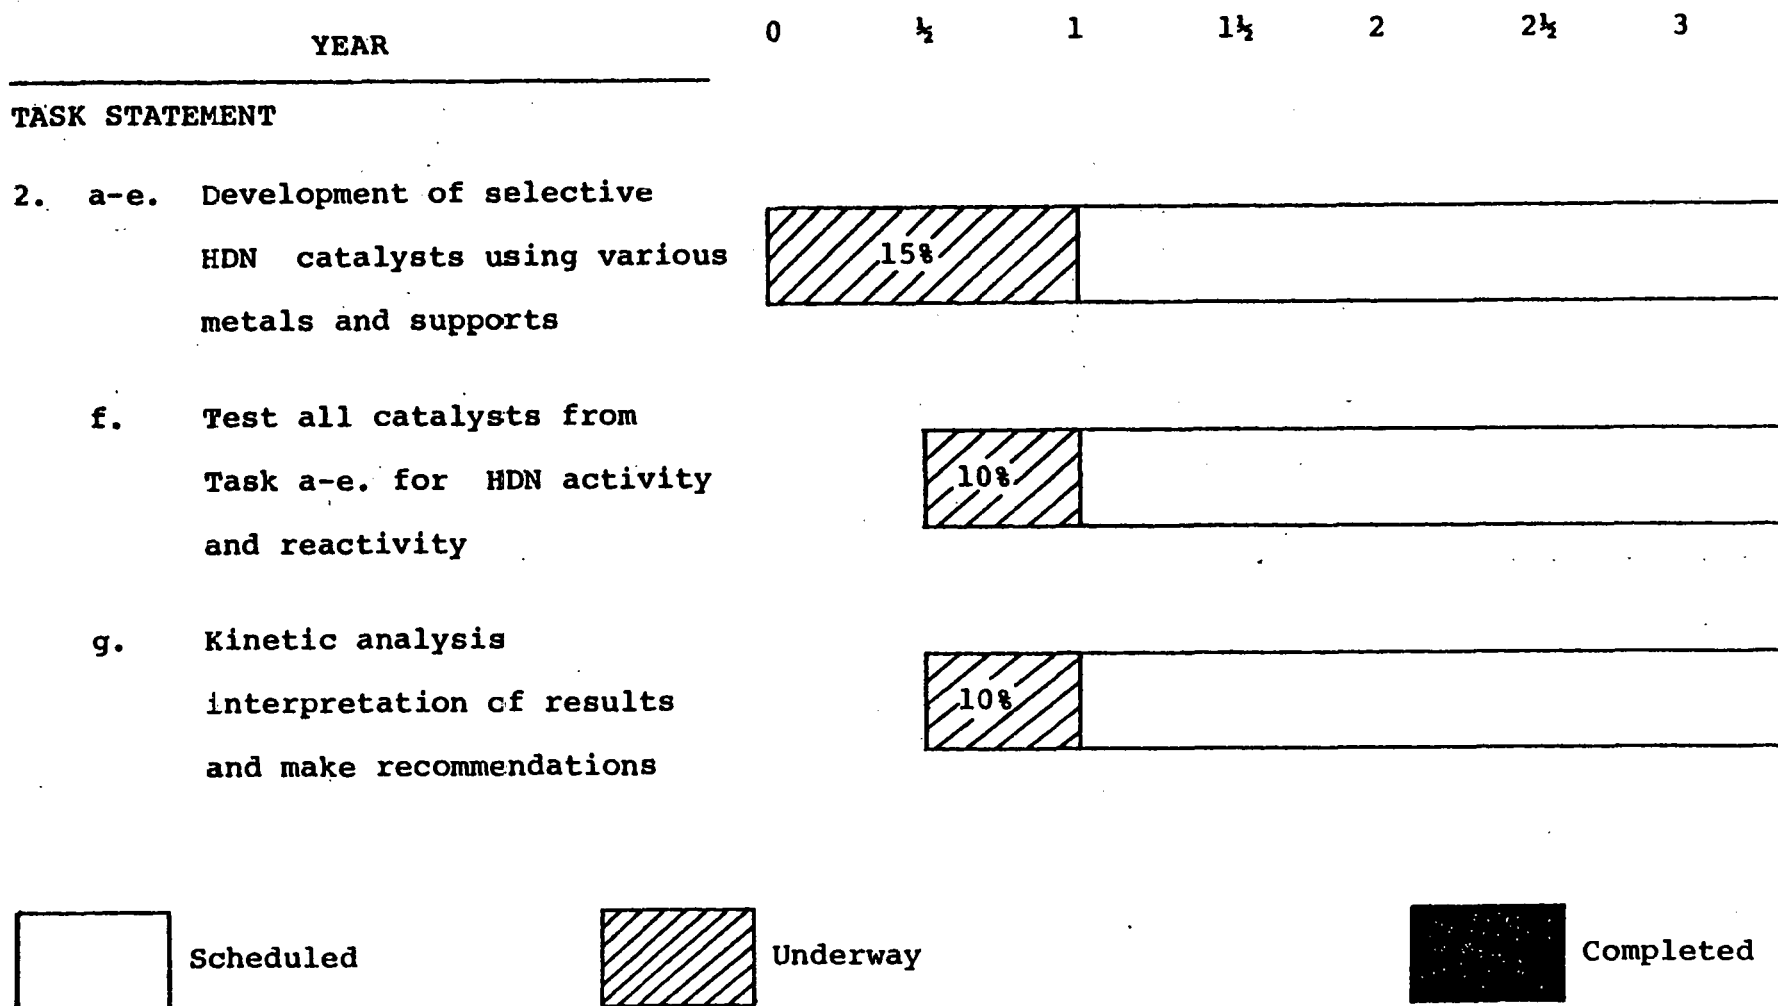 YEAR 0 ½ 1 1½ 2 2½ 3
TASK STATEMENT
2. a-e. Development of selective
HDN catalysts using various
metals and supports
15%
f. Test all catalysts from
Task a-e. for HDN activity
and reactivity
10%
g. Kinetic analysis
interpretation of results
and make recommendations
10%
Scheduled Underway Completed